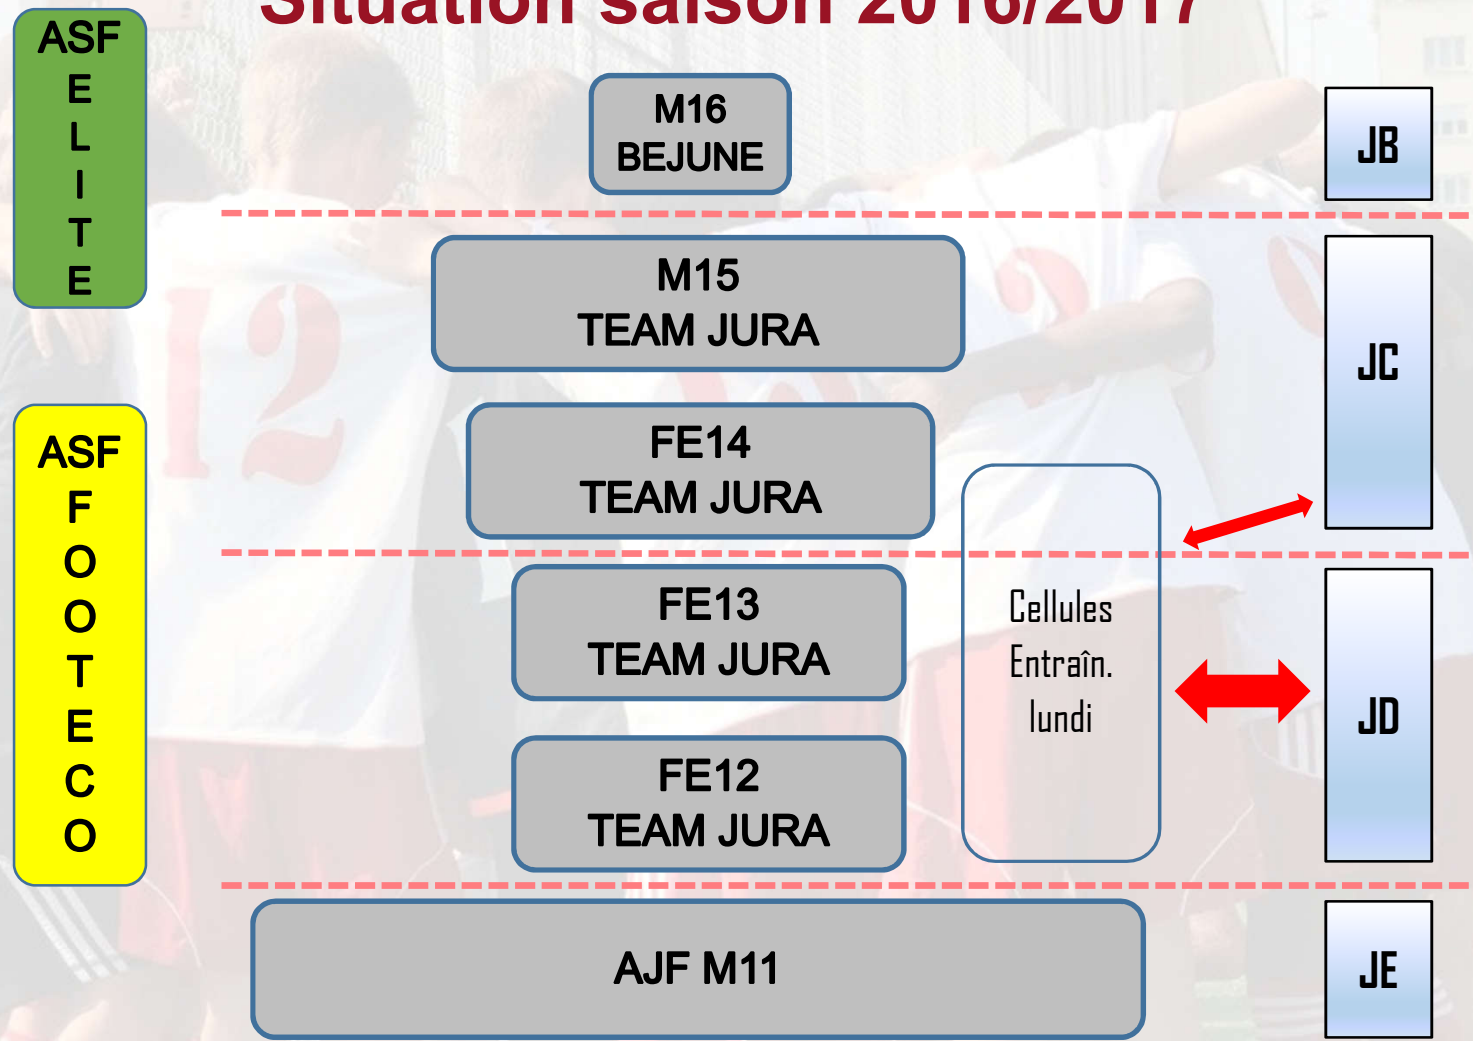 Situation saison 2016/2017
ASF
E
L
I
T
E
M16
BEJUNE
JB
M15
TEAM JURA
JC
ASF
F
O
O
T
E
C
O
FE14
TEAM JURA
FE13
TEAM JURA
Cellules
Entraîn.
lundi
JD
FE12
TEAM JURA
AJF M11
JE
12